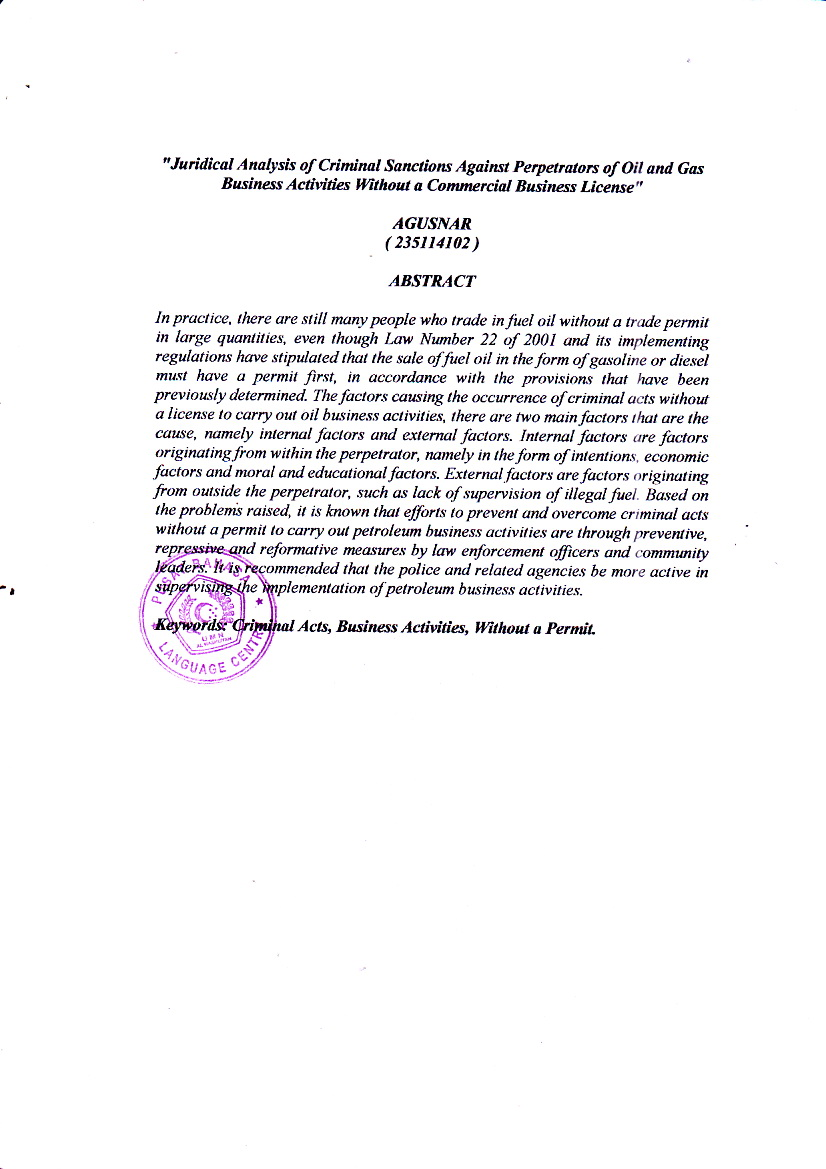 "Juridical Analysis of Criminal Sanctions Against Perpetrators of Oil and Gas
Business Activities Without a Commercial Business License"
AGUSNAR
( 235114102 )
ABSTRACT
In practice, there are still many people who trade in fuel oil without a trade permit
in large quantities, even though Law Number 22 of 2001 and its implementing
regulations have stipulated that the sale of fuel oil in the form of gasoline or diesel
must have a permit first, in accordance with the provisions that have been
previously determined. The factors causing the occurrence of criminal acts without
a license to carry out oil business activities, there are two main factors that are the
cause, namely internal factors and external factors. Internal factors are factors
originating from within the perpetrator, namely in the form of intentions, economic
factors and moral and educational factors. External factors are factors originating
from outside the perpetrator, such as lack of supervision of illegal fuel. Based on
the problems raised, it is known that efforts to prevent and overcome criminal acts
without a permit to carry out petroleum business activities are through preventive,
repressive and reformative measures by law enforcement officers and community
leaders. It is recommended that the police and related agencies be more active in
supervising the implementation of petroleum business activities.
Keywords: Criminal Acts, Business Activities, Without a Permit.
PUSAT BAHASA
UMN
LANGUAGE CENTRE